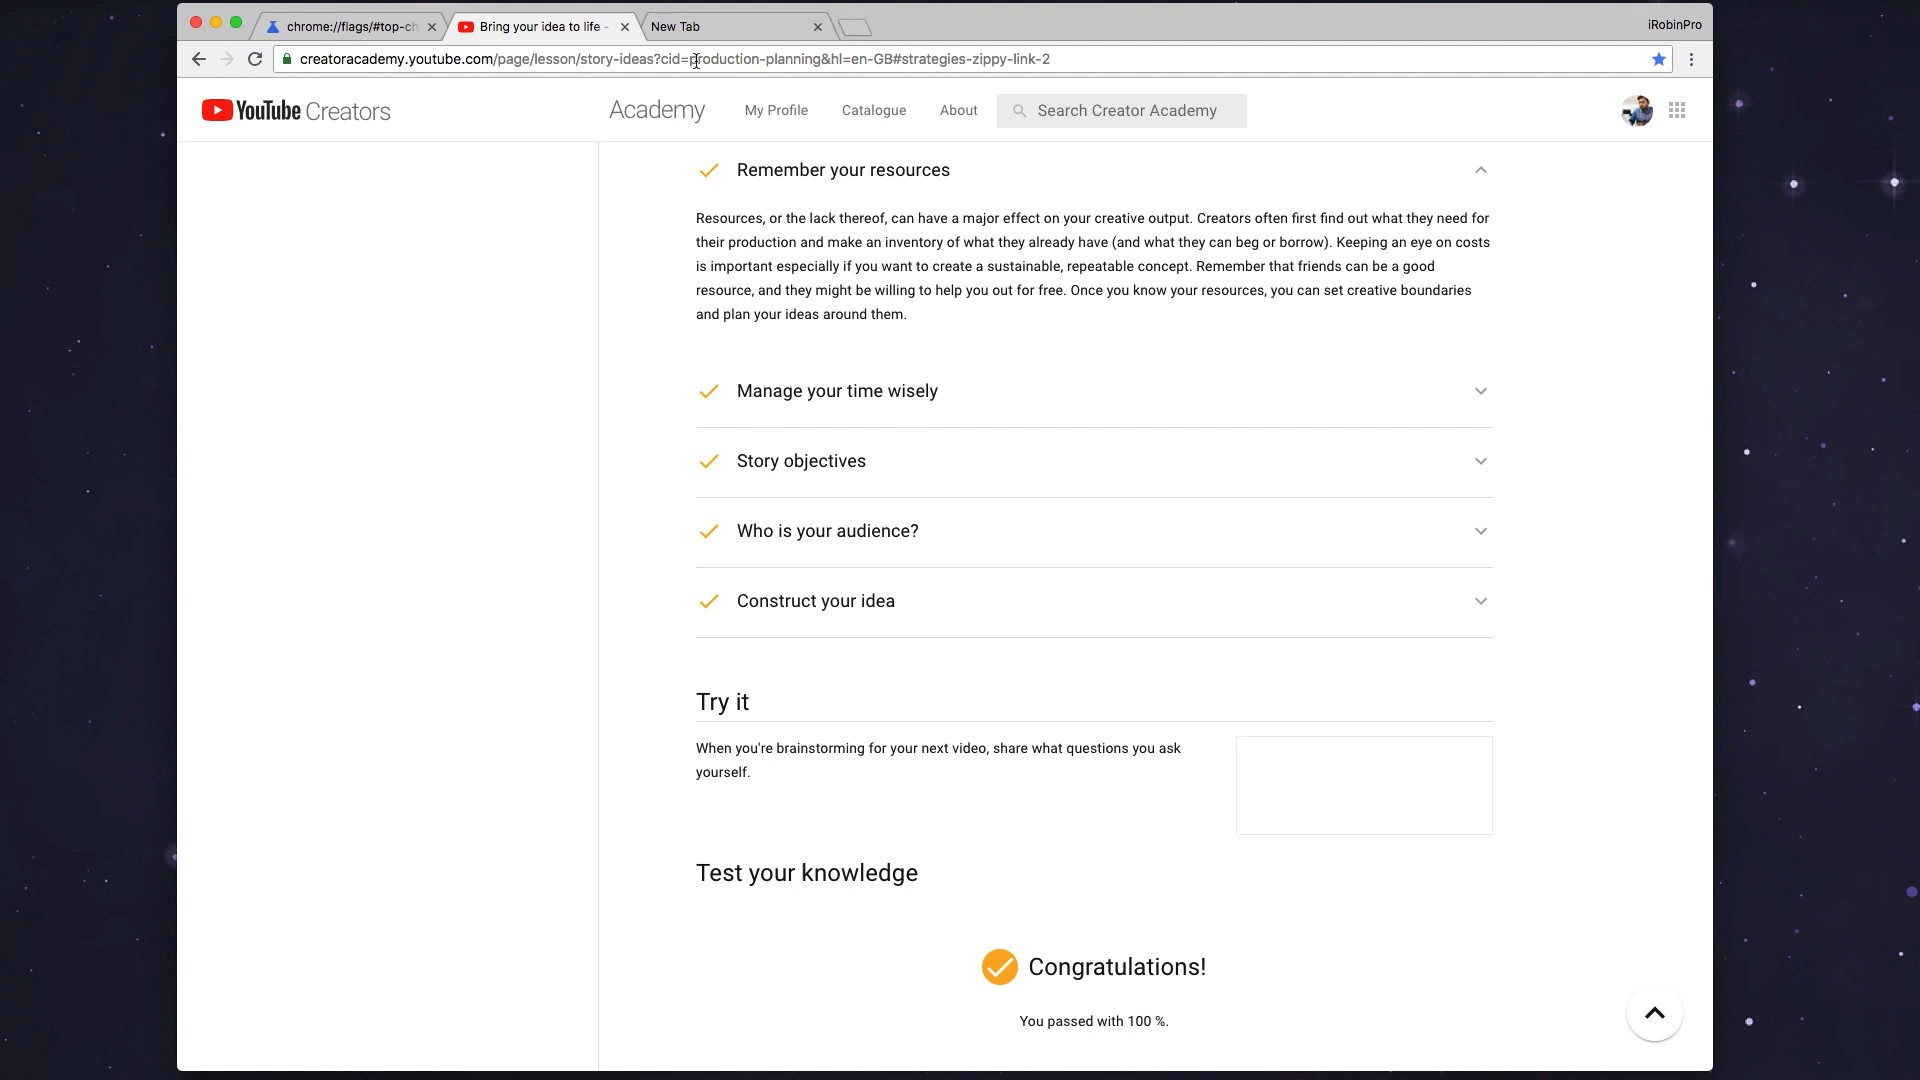 chrome://flags/#top-ch
Bring your idea to life -
New Tab
iRobinPro
creatoracademy.youtube.com/page/lesson/story-ideas?cid=production-planning&hl=en-GB#strategies-zippy-link-2
YouTube Creators
Academy
My Profile
Catalogue
About
Search Creator Academy
Remember your resources
Resources, or the lack thereof, can have a major effect on your creative output. Creators often first find out what they need for
their production and make an inventory of what they already have (and what they can beg or borrow). Keeping an eye on costs
is important especially if you want to create a sustainable, repeatable concept. Remember that friends can be a good
resource, and they might be willing to help you out for free. Once you know your resources, you can set creative boundaries
and plan your ideas around them.
Manage your time wisely
Story objectives
Who is your audience?
Construct your idea
Try it
When you're brainstorming for your next video, share what questions you ask
yourself.
Test your knowledge
Congratulations!
You passed with 100 %.